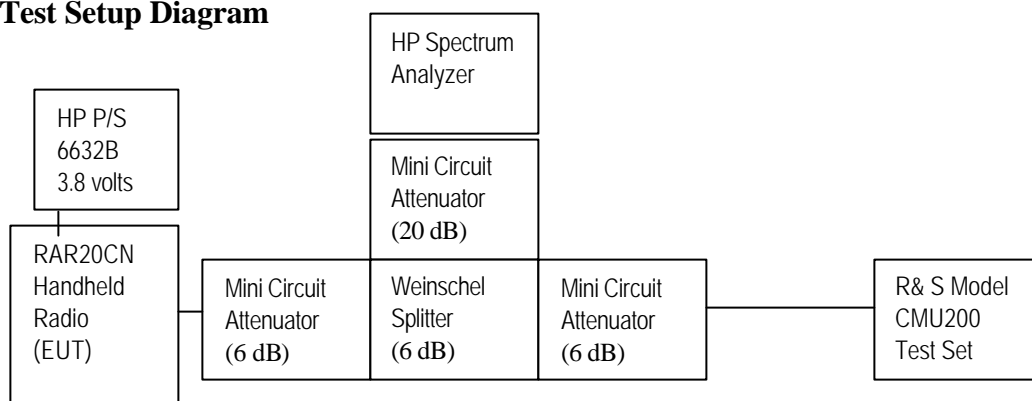 Test Setup Diagram
HP Spectrum
Analyzer
HP P/S
6632B
3.8 volts
Mini Circuit
Attenuator
(20 dB)
RAR20CN
Handheld
Radio
(EUT)
Mini Circuit
Attenuator
(6 dB)
Weinschel
Splitter
(6 dB)
Mini Circuit
Attenuator
(6 dB)
R& S Model
CMU200
Test Set